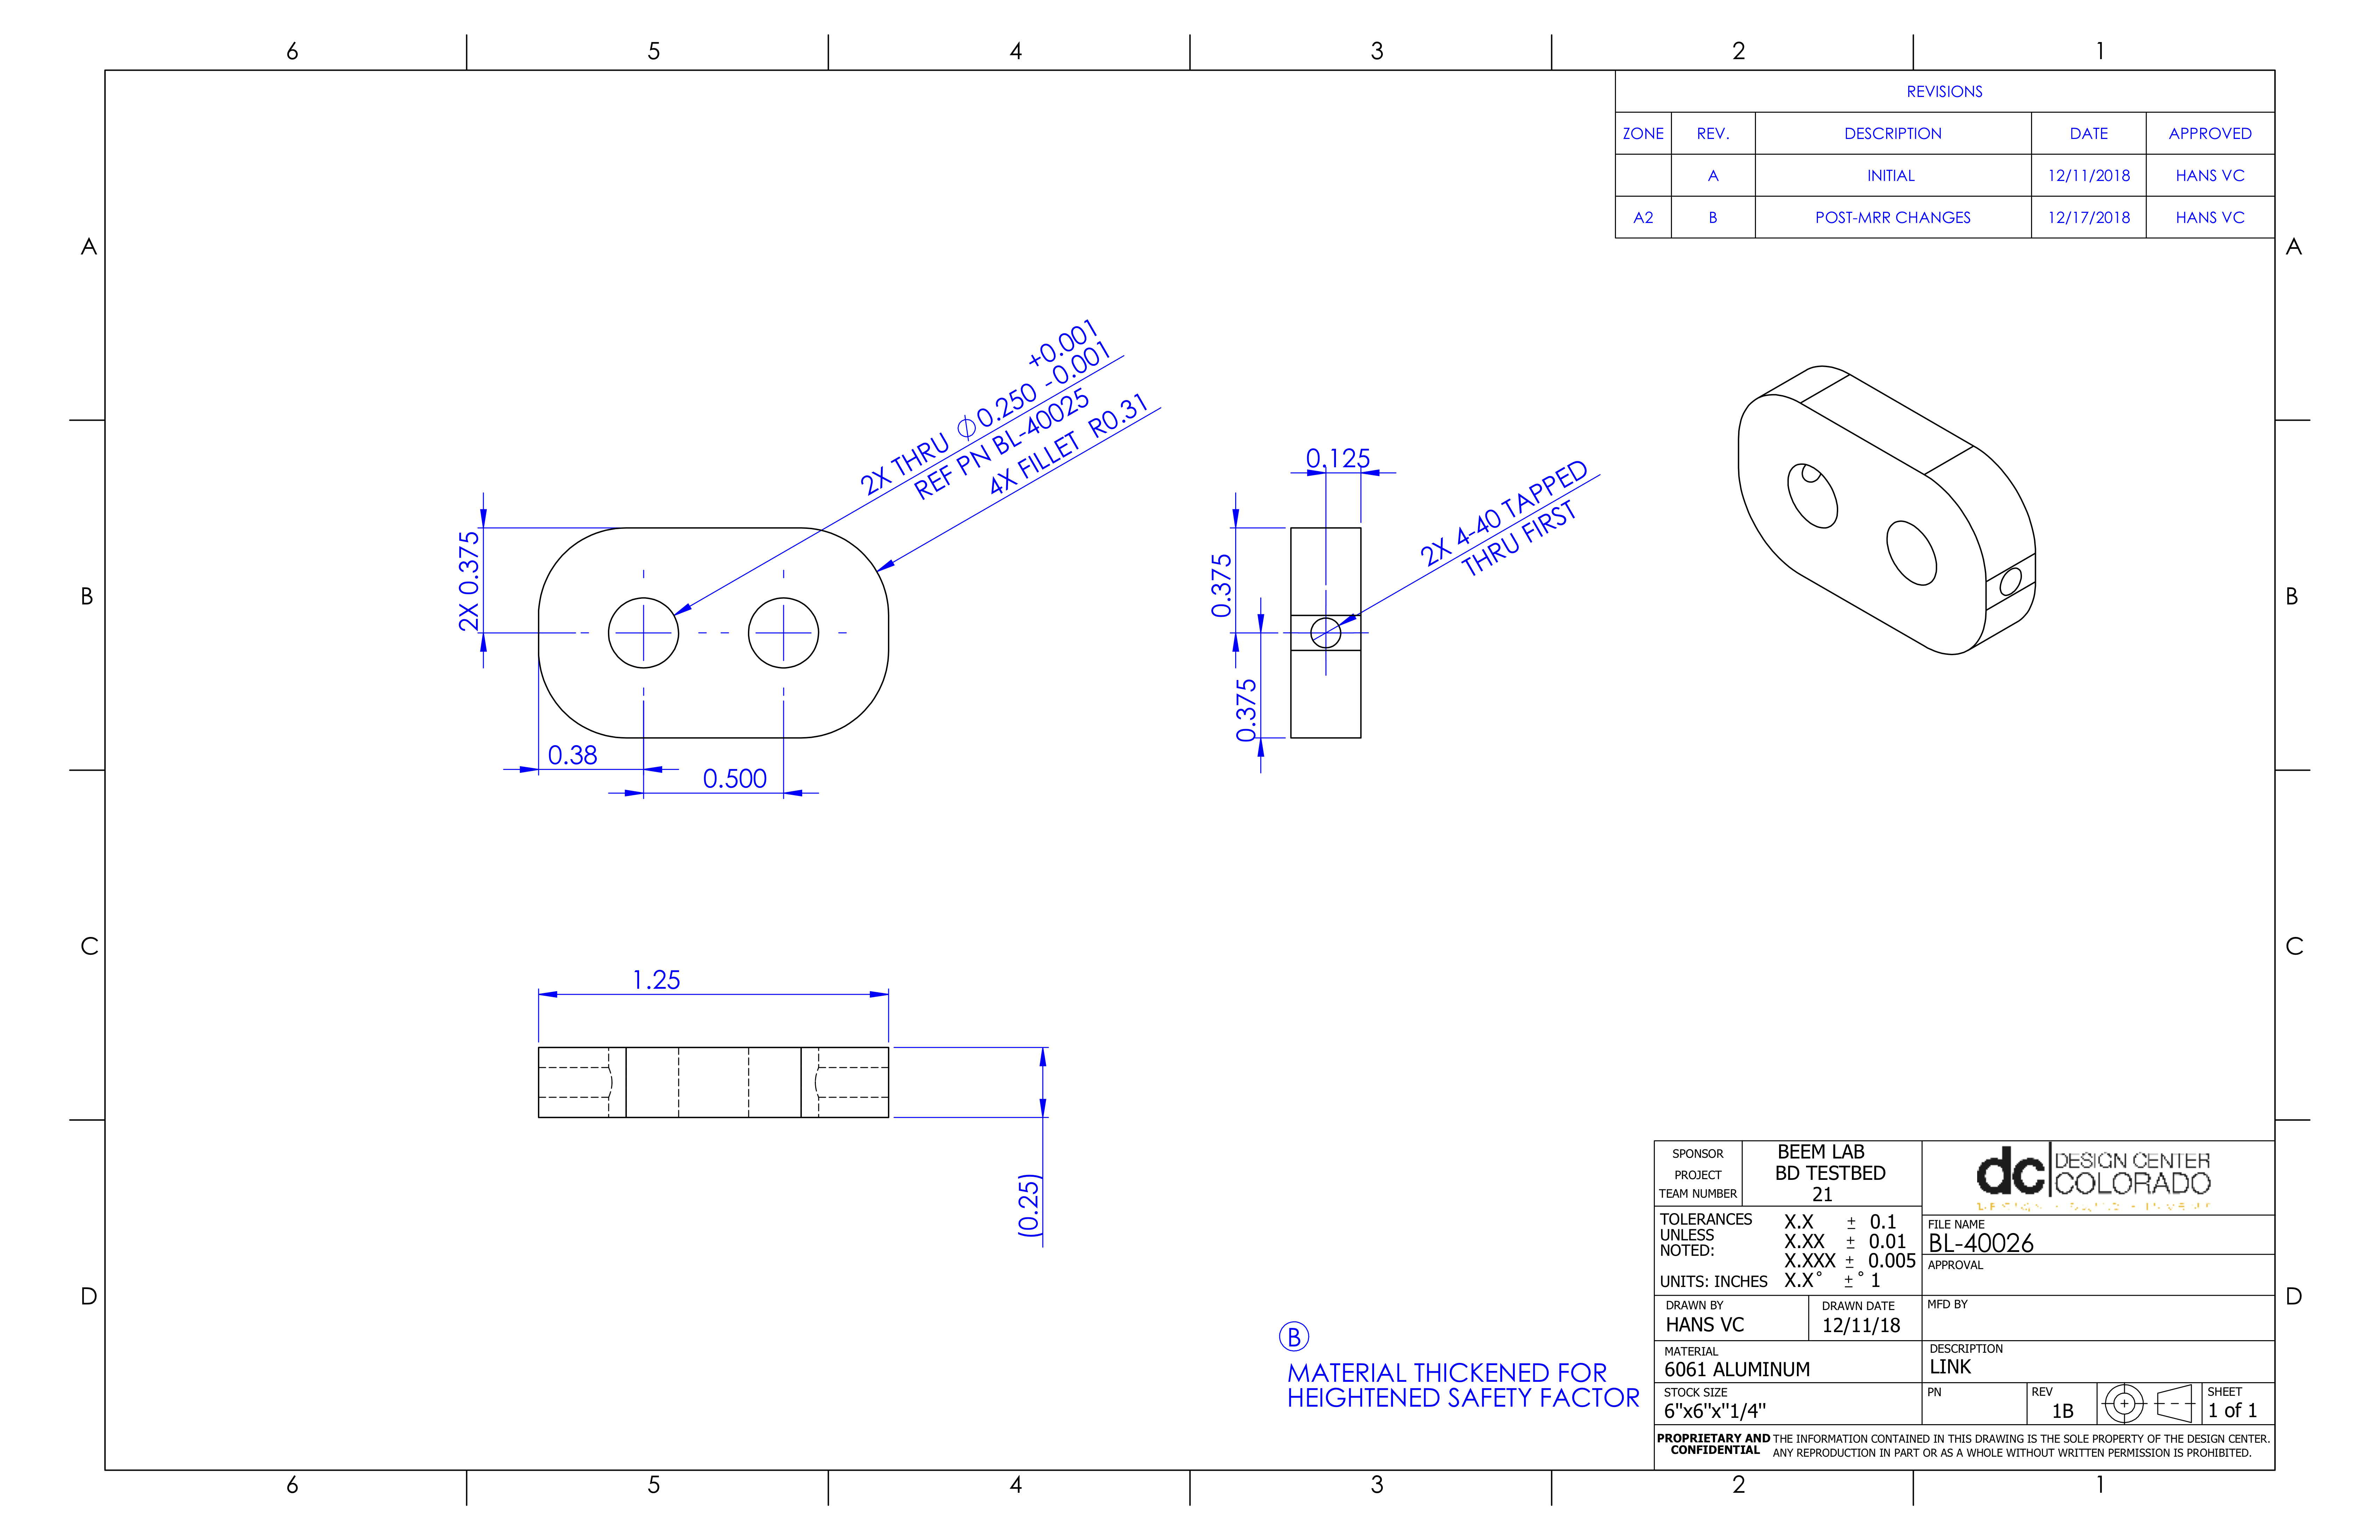 6 5 4 3 2 1
REVISIONS
ZONE REV. DESCRIPTION DATE APPROVED
A INITIAL 12/11/2018 HANS VC
A2 B POST-MRR CHANGES 12/17/2018 HANS VC
A A
B B
C C
D D
2X THRU ⌀0.250 +0.001 -0.001
REF PN BL-40025
4X FILLET R0.31
2X 0.375
0.38
0.500
0.125
2X 4-40 TAPPED
THRU FIRST
0.375
0.375
1.25
(0.25)
B
MATERIAL THICKENED FOR
HEIGHTENED SAFETY FACTOR
SPONSOR BEEM LAB
PROJECT BD TESTBED
TEAM NUMBER 21
dc DESIGN CENTER
COLORADO
TOLERANCES
UNLESS
NOTED:
UNITS: INCHES
X.X ± 0.1
X.XX ± 0.01
X.XXX ± 0.005
X.X° ±° 1
FILE NAME
BL-40026
APPROVAL
DRAWN BY
HANS VC
DRAWN DATE
12/11/18
MFD BY
MATERIAL
6061 ALUMINUM
DESCRIPTION
LINK
STOCK SIZE
6"x6"x"1/4"
PN
REV
1B
SHEET
1 of 1
PROPRIETARY AND CONFIDENTIAL
THE INFORMATION CONTAINED IN THIS DRAWING IS THE SOLE PROPERTY OF THE DESIGN CENTER.
ANY REPRODUCTION IN PART OR AS A WHOLE WITHOUT WRITTEN PERMISSION IS PROHIBITED.
6 5 4 3 2 1